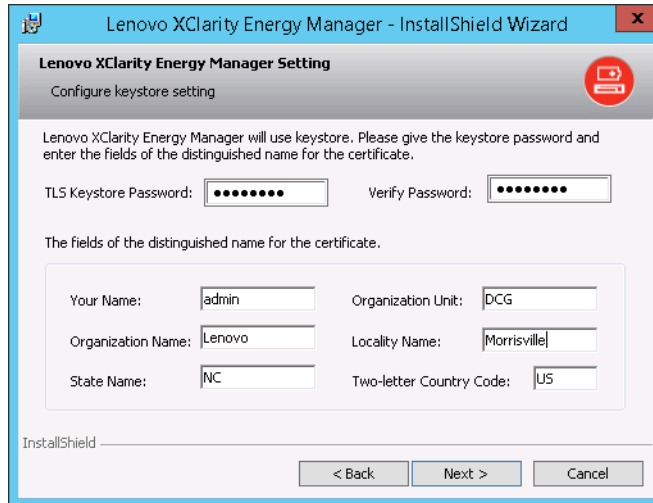 Lenovo XClarity Energy Manager - InstallShield Wizard
x
Lenovo XClarity Energy Manager Setting
Configure keystore setting
Lenovo XClarity Energy Manager will use keystore. Please give the keystore password and
enter the fields of the distinguished name for the certificate.
TLS Keystore Password: ●●●●●●●● Verify Password: ●●●●●●●●
The fields of the distinguished name for the certificate.
Your Name: admin Organization Unit: DCG
Organization Name: Lenovo Locality Name: Morrisville
State Name: NC Two-letter Country Code: US
InstallShield
< Back Next > Cancel